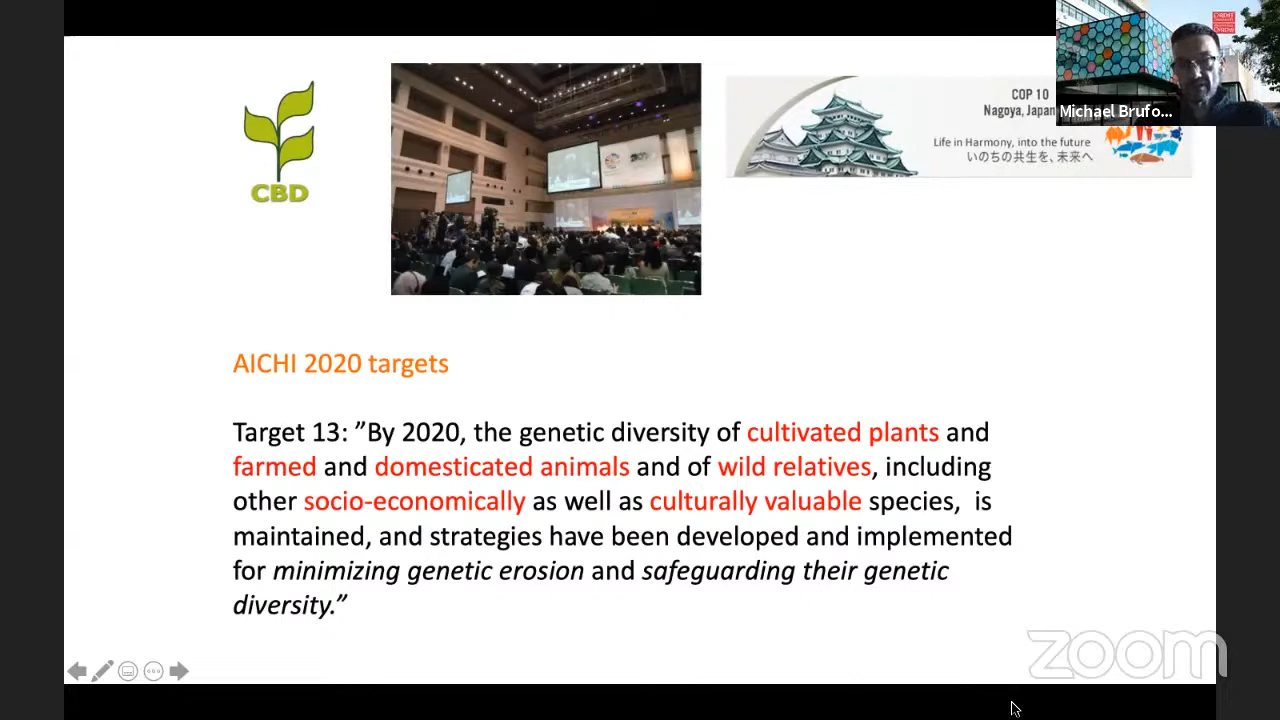 CBD
COP 10
Nagoya, Japan
Life in Harmony, into the future
いのちの共生を、未来へ
Michael Brufo...
AICHI 2020 targets
Target 13: ”By 2020, the genetic diversity of cultivated plants and
farmed and domesticated animals and of wild relatives, including
other socio-economically as well as culturally valuable species, is
maintained, and strategies have been developed and implemented
for minimizing genetic erosion and safeguarding their genetic
diversity.”
zoom